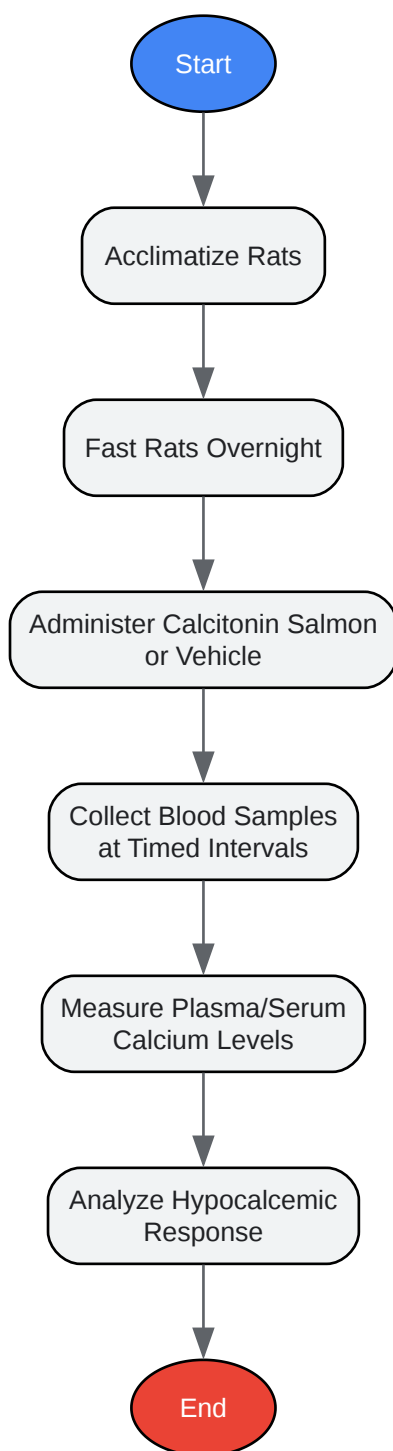 Start
Acclimatize Rats
Fast Rats Overnight
Administer Calcitonin Salmon
or Vehicle
Collect Blood Samples
at Timed Intervals
Measure Plasma/Serum
Calcium Levels
Analyze Hypocalcemic
Response
End